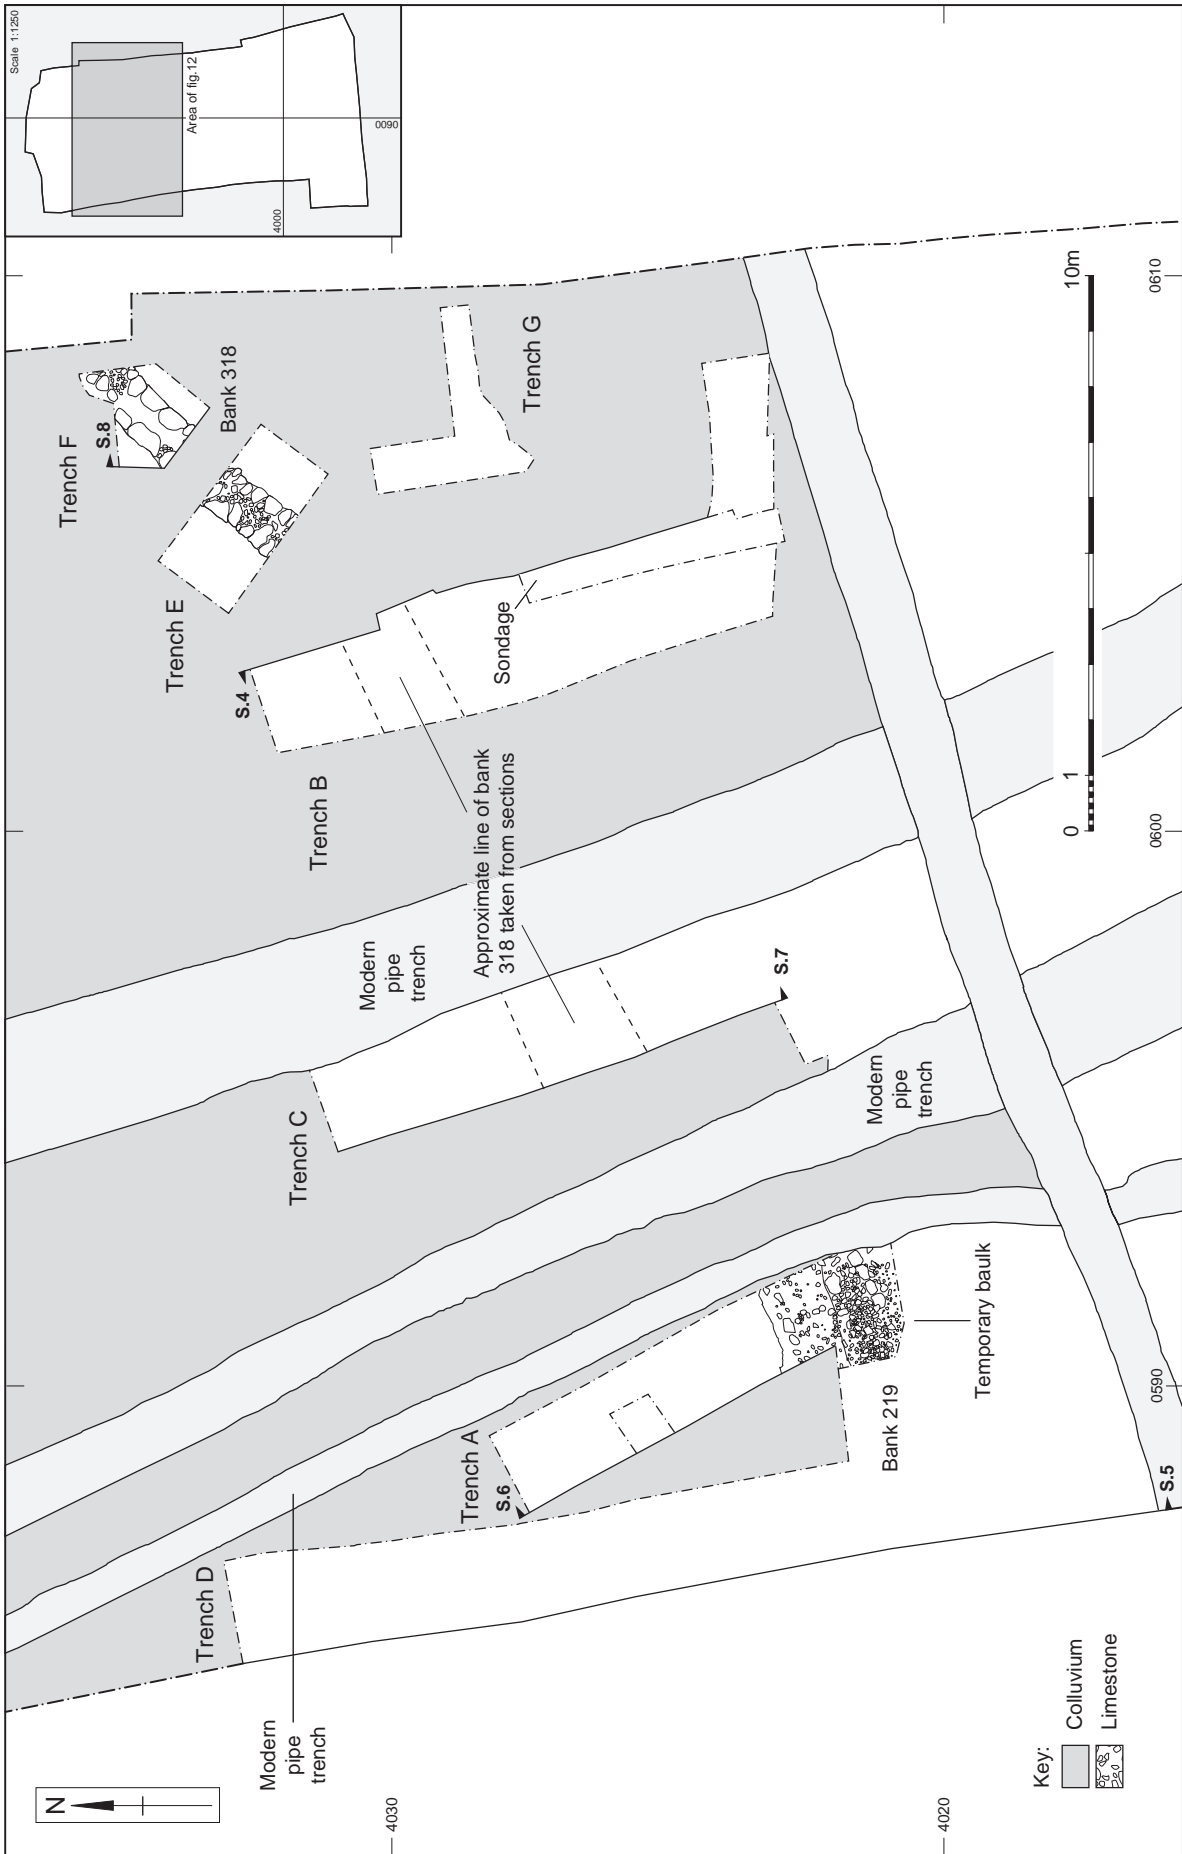 Scale 1:1250
Area of fig.12
4000
0090
Trench F
S.8
Bank 318
Trench E
Trench G
S.4
Sondage
Trench B
Approximate line of bank
318 taken from sections
Modern
pipe
trench
Trench C
S.7
Modern
pipe
trench
Trench A
S.6
Trench D
Bank 219
Temporary baulk
Modern
pipe
trench
S.5
N
4030
4020
0590
0600
0610
0
1
10m
Key:
Colluvium
Limestone